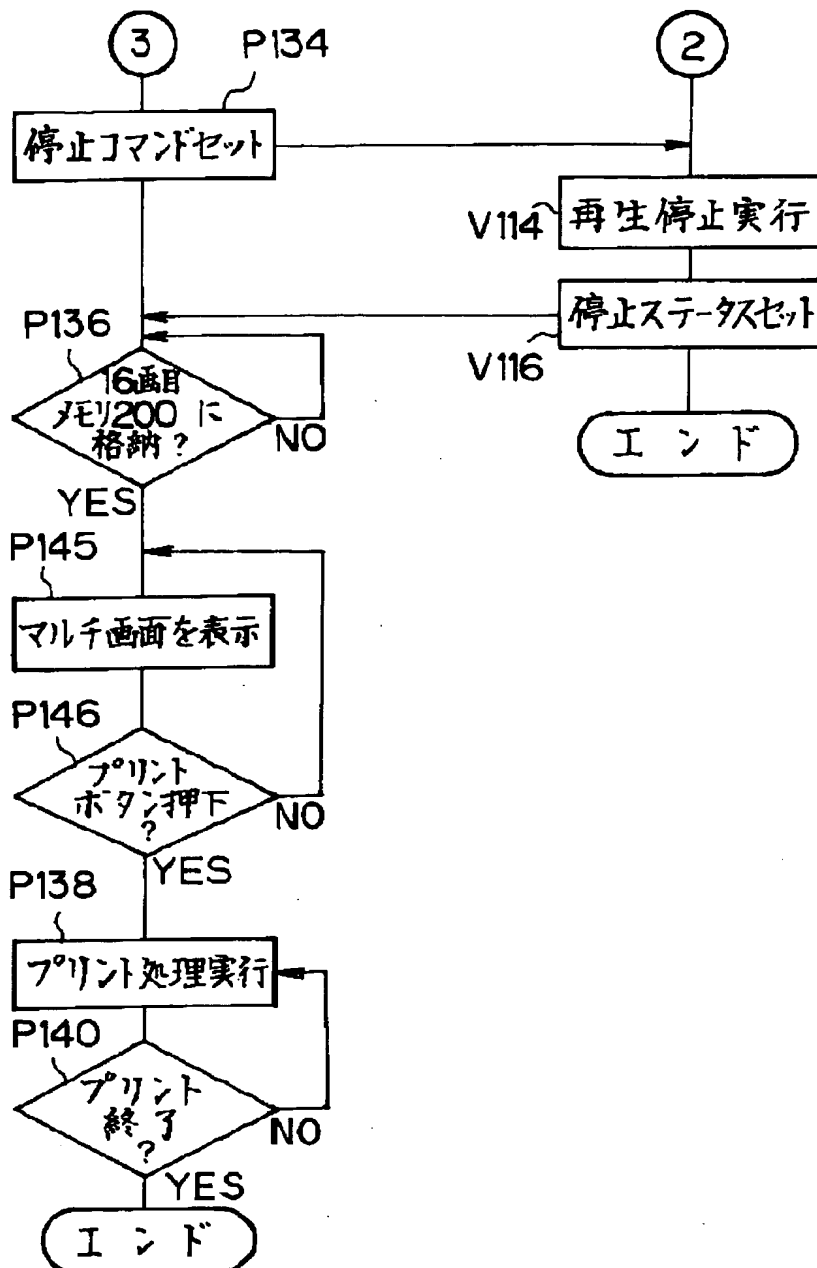 3
P134
停止コマンドセット
2
V114
再生停止実行
停止ステータスセット
V116
エンド
P136
16画目
メモリ200に
格納?
NO
YES
P145
マルチ画面を表示
P146
プリント
ボタン押下
?
NO
YES
P138
プリント処理実行
P140
プリント
終了
?
NO
YES
エンド